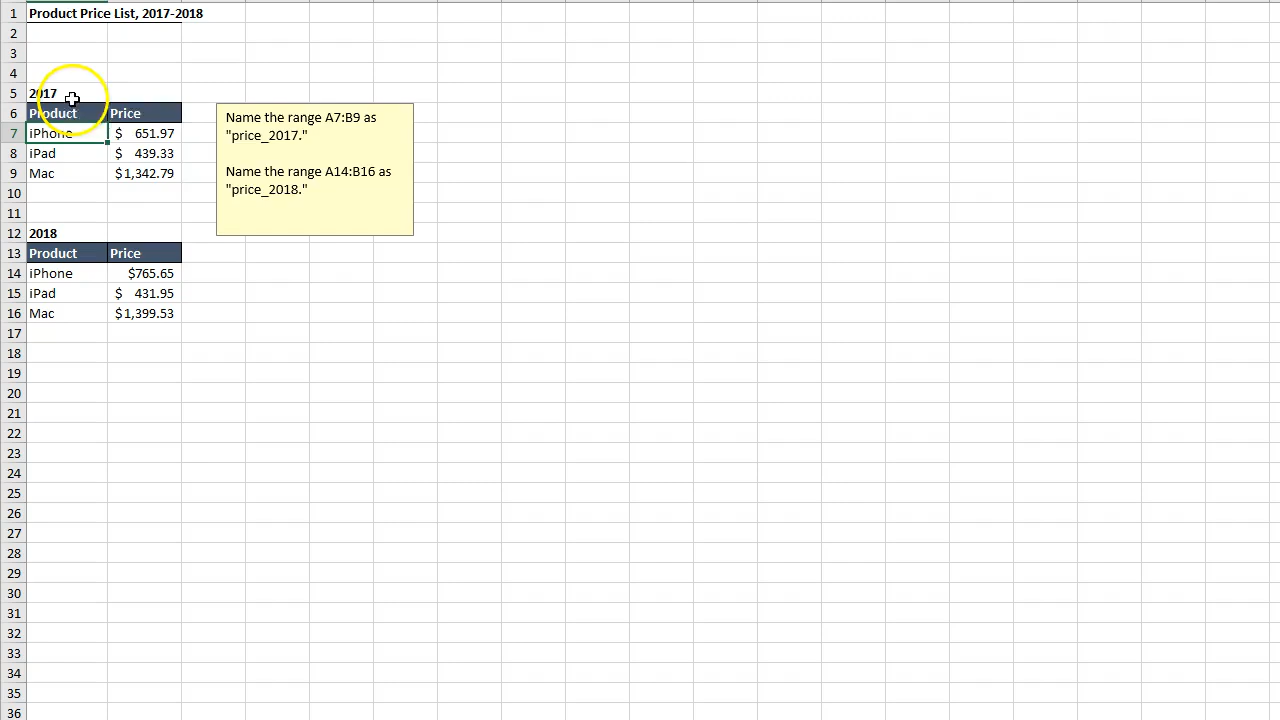 1 Product Price List, 2017-2018
2
3
4
5 2017
6 Product Price
7 iPhone $ 651.97
8 iPad $ 439.33
9 Mac $1,342.79
Name the range A7:B9 as
"price_2017."
Name the range A14:B16 as
"price_2018."
10
11
12 2018
13 Product Price
14 iPhone $765.65
15 iPad $ 431.95
16 Mac $1,399.53
17
18
19
20
21
22
23
24
25
26
27
28
29
30
31
32
33
34
35
36